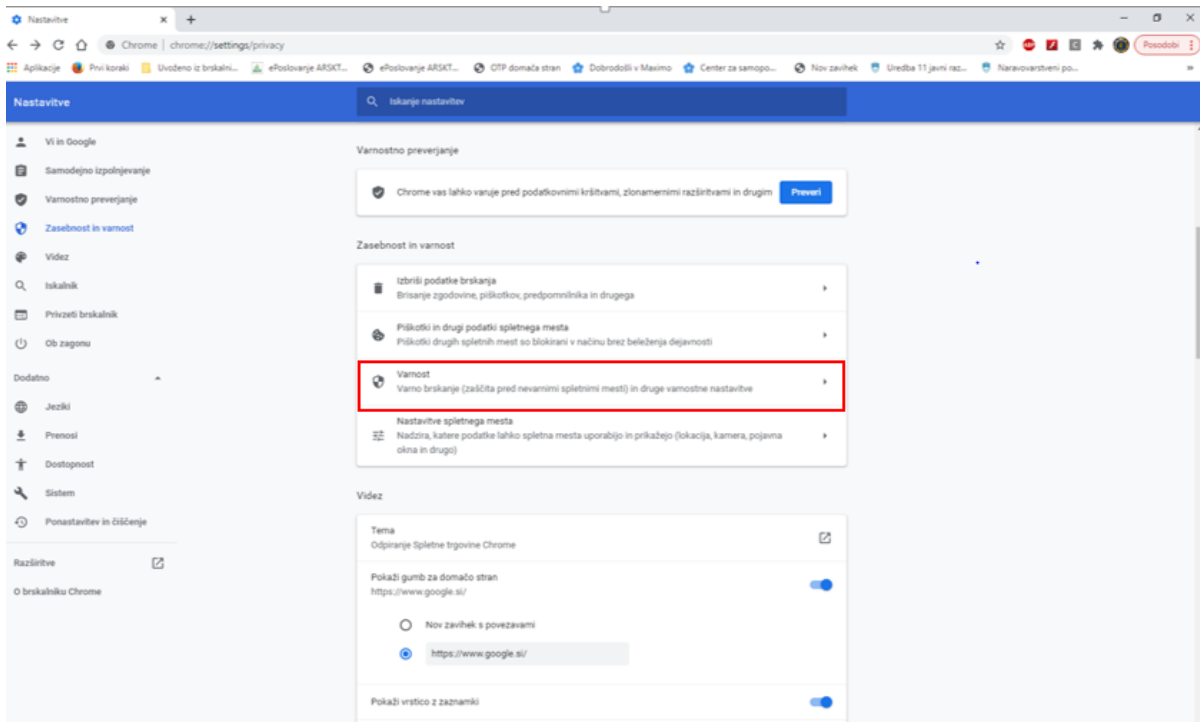 Nastavitve
Chrome | chrome://settings/privacy
Posodobi
Aplikacije
Prvi koraki
Uvoženo iz brskalni...
ePoslovanje ARSKT...
ePoslovanje ARSKT...
OTP domača stran
Dobrodošli v Maximo
Center za samopo...
Nov zavihek
Uredba 11 javni raz...
Naravovarstveni po...
Nastavitve
Iskanje nastavitev
Vi in Google
Samodejno izpolnjevanje
Varnostno preverjanje
Zasebnost in varnost
Videz
Iskalnik
Privzeti brskalnik
Ob zagonu
Dodatno
Jeziki
Prenosi
Dostopnost
Sistem
Ponastavitev in čiščenje
Razširitve
O brskalniku Chrome
Varnostno preverjanje
Chrome vas lahko varuje pred podatkovnimi kršitvami, zlonamernimi razširitvami in drugim
Preveri
Zasebnost in varnost
Izbriši podatke brskanja
Brisanje zgodovine, piškotkov, predpomnilnika in drugega
Piškotki in drugi podatki spletnega mesta
Piškotki drugih spletnih mest so blokirani v načinu brez beleženja dejavnosti
Varnost
Varno brskanje (zaščita pred nevarnimi spletnimi mesti) in druge varnostne nastavitve
Nastavitve spletnega mesta
Nadzira, katere podatke lahko spletna mesta uporabijo in prikažejo (lokacija, kamera, pojavna
okna in drugo)
Videz
Tema
Odpiranje Spletne trgovine Chrome
Pokaži gumb za domačo stran
https://www.google.si/
Nov zavihek s povezavami
https://www.google.si/
Pokaži vrstico z zaznamki